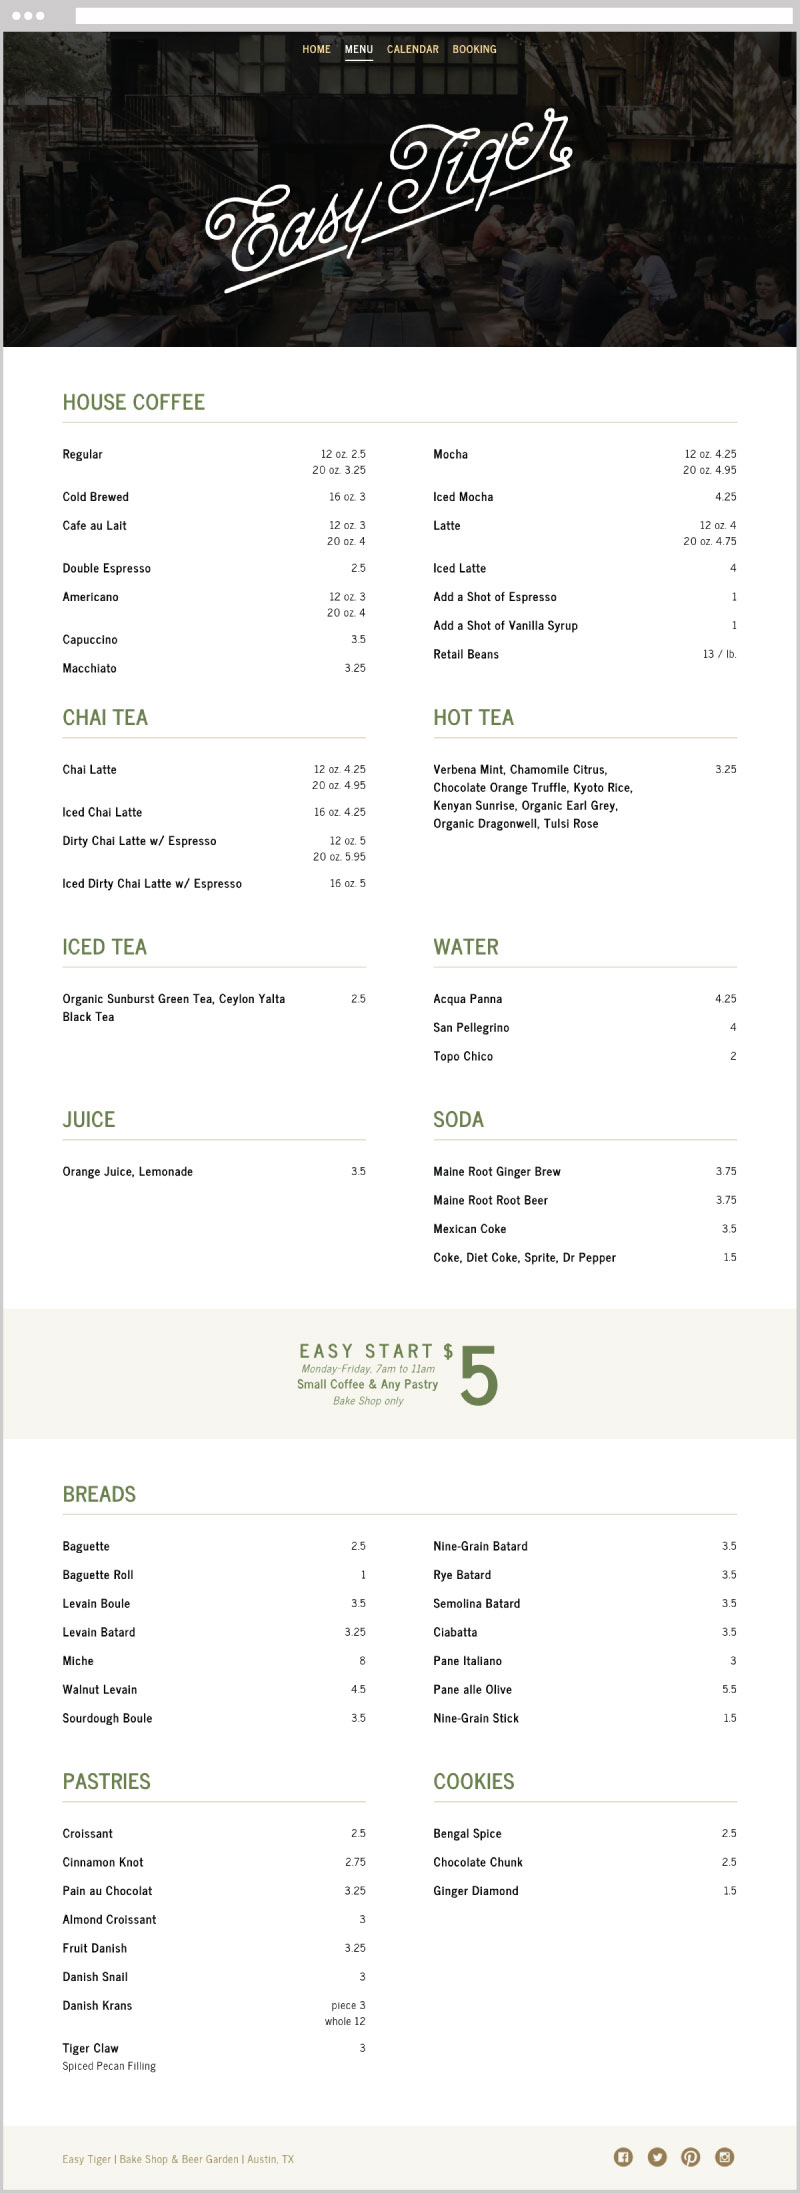 HOME MENU CALENDAR BOOKING
Easy Tiger
HOUSE COFFEE
Regular 12 oz. 2.5
20 oz. 3.25
Cold Brewed 16 oz. 3
Cafe au Lait 12 oz. 3
20 oz. 4
Double Espresso 2.5
Americano 12 oz. 3
20 oz. 4
Capuccino 3.5
Macchiato 3.25
Mocha 12 oz. 4.25
20 oz. 4.95
Iced Mocha 4.25
Latte 12 oz. 4
20 oz. 4.75
Iced Latte 4
Add a Shot of Espresso 1
Add a Shot of Vanilla Syrup 1
Retail Beans 13 / lb.
CHAI TEA
Chai Latte 12 oz. 4.25
20 oz. 4.95
Iced Chai Latte 16 oz. 4.25
Dirty Chai Latte w/ Espresso 12 oz. 5
20 oz. 5.95
Iced Dirty Chai Latte w/ Espresso 16 oz. 5
HOT TEA
Verbena Mint, Chamomile Citrus, 3.25
Chocolate Orange Truffle, Kyoto Rice,
Kenyan Sunrise, Organic Earl Grey,
Organic Dragonwell, Tulsi Rose
ICED TEA
Organic Sunburst Green Tea, Ceylon Yalta 2.5
Black Tea
WATER
Acqua Panna 4.25
San Pellegrino 4
Topo Chico 2
JUICE
Orange Juice, Lemonade 3.5
SODA
Maine Root Ginger Brew 3.75
Maine Root Root Beer 3.75
Mexican Coke 3.5
Coke, Diet Coke, Sprite, Dr Pepper 1.5
EASY START $5
Monday-Friday, 7am to 11am
Small Coffee & Any Pastry
Bake Shop only
BREADS
Baguette 2.5
Baguette Roll 1
Levain Boule 3.5
Levain Batard 3.25
Miche 8
Walnut Levain 4.5
Sourdough Boule 3.5
Nine-Grain Batard 3.5
Rye Batard 3.5
Semolina Batard 3.5
Ciabatta 3.5
Pane Italiano 3
Pane alle Olive 5.5
Nine-Grain Stick 1.5
PASTRIES
Croissant 2.5
Cinnamon Knot 2.75
Pain au Chocolat 3.25
Almond Croissant 3
Fruit Danish 3.25
Danish Snail 3
Danish Krans piece 3
whole 12
Tiger Claw 3
Spiced Pecan Filling
COOKIES
Bengal Spice 2.5
Chocolate Chunk 2.5
Ginger Diamond 1.5
Easy Tiger | Bake Shop & Beer Garden | Austin, TX